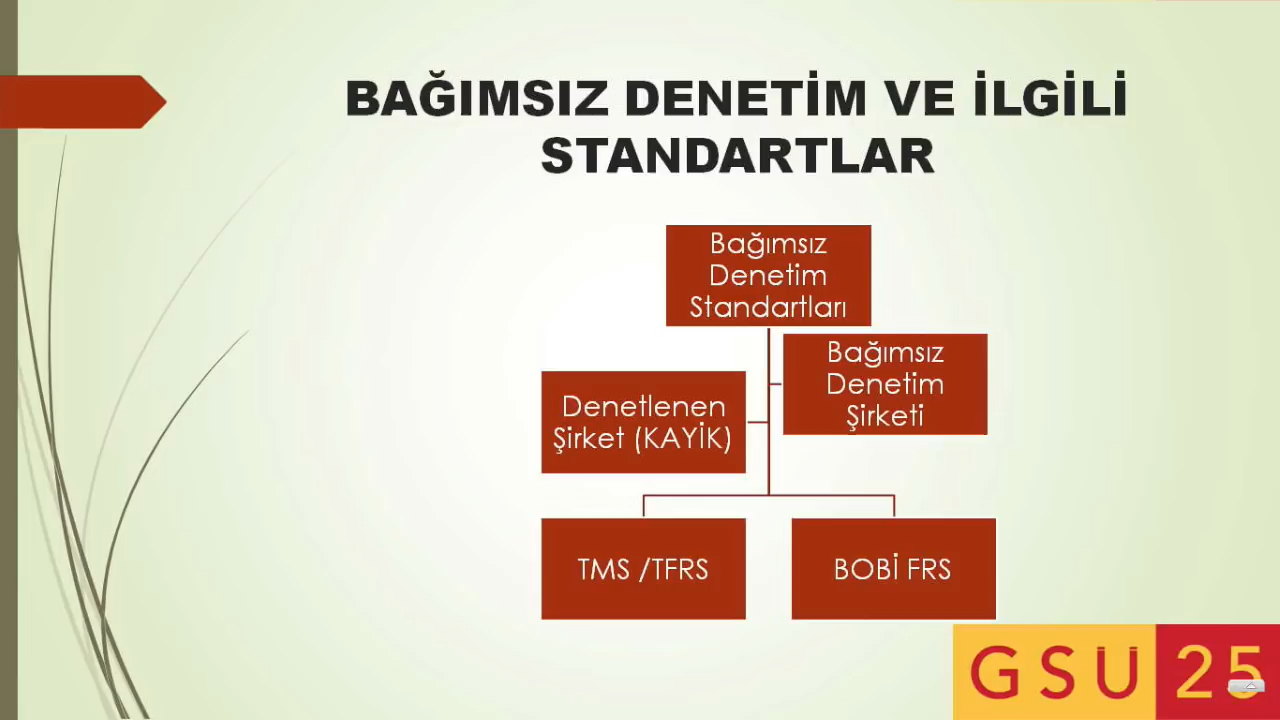 BAĞIMSIZ DENETİM VE İLGİLİ
STANDARTLAR
Bağımsız
Denetim
Standartları
Bağımsız
Denetim
Şirketi
Denetlenen
Şirket (KAYİK)
TMS /TFRS
BOBİ FRS
GSÜ 25